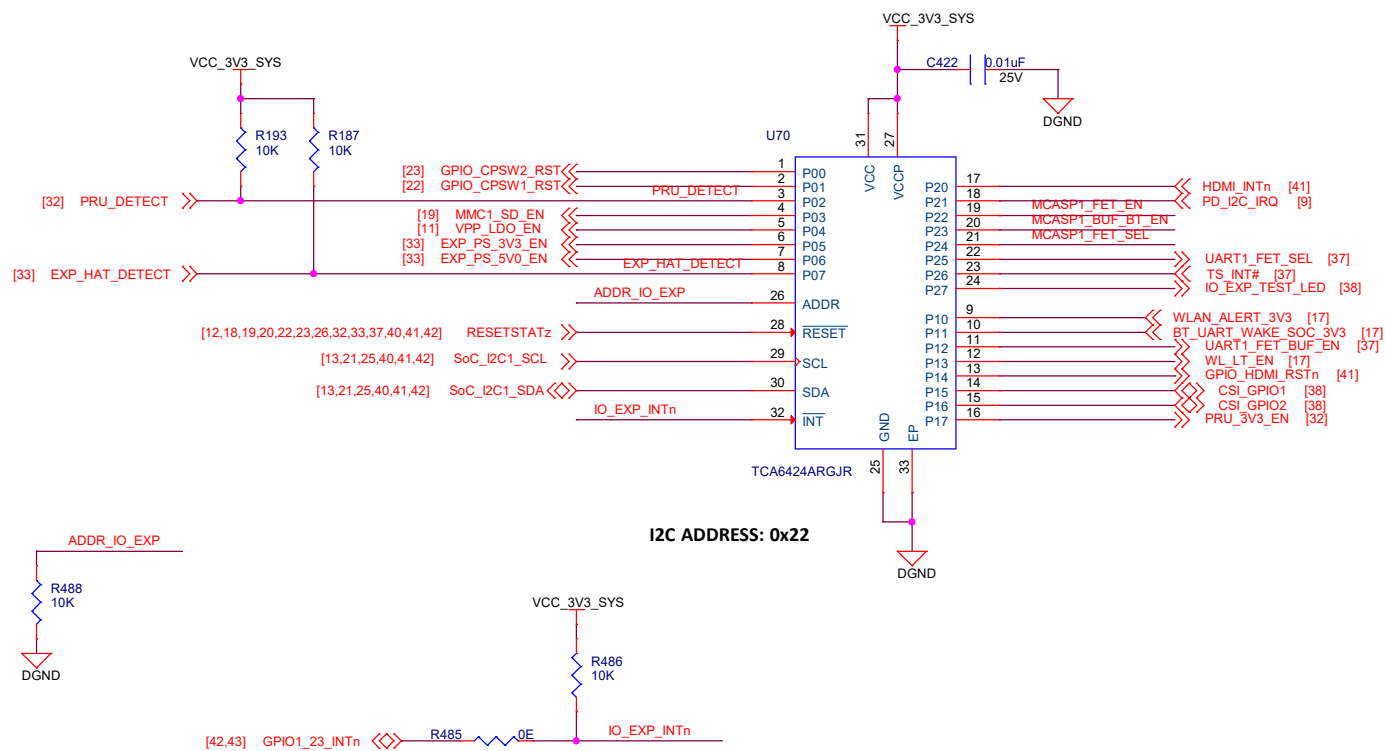 VCC_3V3_SYS
C422 0.01uF
25V
DGND
VCC_3V3_SYS
R193
10K
R187
10K
U70
31 27
VCC VCCP
[23] GPIO_CPSW2_RST 1 P00
[22] GPIO_CPSW1_RST 2 P01
[32] PRU_DETECT PRU_DETECT 3 P02
[19] MMC1_SD_EN 4 P03
[11] VPP_LDO_EN 5 P04
[33] EXP_PS_3V3_EN 6 P05
[33] EXP_PS_5V0_EN 7 P06
[33] EXP_HAT_DETECT EXP_HAT_DETECT 8 P07
ADDR_IO_EXP 26 ADDR
[12,18,19,20,22,23,26,32,33,37,40,41,42] RESETSTATz 28 RESET
[13,21,25,40,41,42] SoC_I2C1_SCL 29 SCL
[13,21,25,40,41,42] SoC_I2C1_SDA 30 SDA
IO_EXP_INTn 32 INT
P20 17 HDMI_INTn [41]
P21 18 PD_I2C_IRQ [9]
P22 19 MCASP1_FET_EN
P23 20 MCASP1_BUF_BT_EN
P24 21 MCASP1_FET_SEL
P25 22 UART1_FET_SEL [37]
P26 23 TS_INT# [37]
P27 24 IO_EXP_TEST_LED [38]
P10 9 WLAN_ALERT_3V3 [17]
P11 10 BT_UART_WAKE_SOC_3V3 [17]
P12 11 UART1_FET_BUF_EN [37]
P13 12 WL_LT_EN [17]
P14 13 GPIO_HDMI_RSTn [41]
P15 14 CSI_GPIO1 [38]
P16 15 CSI_GPIO2 [38]
P17 16 PRU_3V3_EN [32]
GND EP
25 33
TCA6424ARGJR
I2C ADDRESS: 0x22
DGND
ADDR_IO_EXP
R488
10K
DGND
VCC_3V3_SYS
R486
10K
[42,43] GPIO1_23_INTn R485 0E IO_EXP_INTn